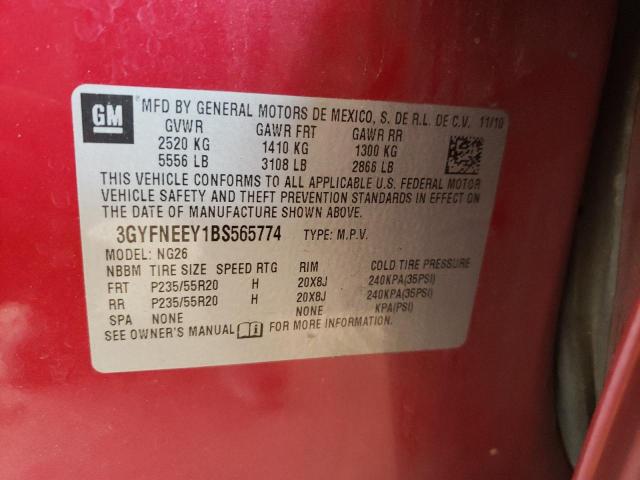 GM MFD BY GENERAL MOTORS DE MEXICO, S. DE R.L. DE C.V. 11/10
GVWR GAWR FRT GAWR RR
2520 KG 1410 KG 1300 KG
5556 LB 3108 LB 2866 LB
THIS VEHICLE CONFORMS TO ALL APPLICABLE U.S. FEDERAL MOTOR
VEHICLE SAFETY AND THEFT PREVENTION STANDARDS IN EFFECT ON
THE DATE OF MANUFACTURE SHOWN ABOVE.
3GYFNEEY1BS565774 TYPE: M.P.V.
MODEL: NG26
NBBM TIRE SIZE SPEED RTG RIM COLD TIRE PRESSURE
FRT P235/55R20 H 20X8J 240KPA(35PSI)
RR P235/55R20 H 20X8J 240KPA(35PSI)
SPA NONE NONE KPA(PSI)
SEE OWNER'S MANUAL FOR MORE INFORMATION.